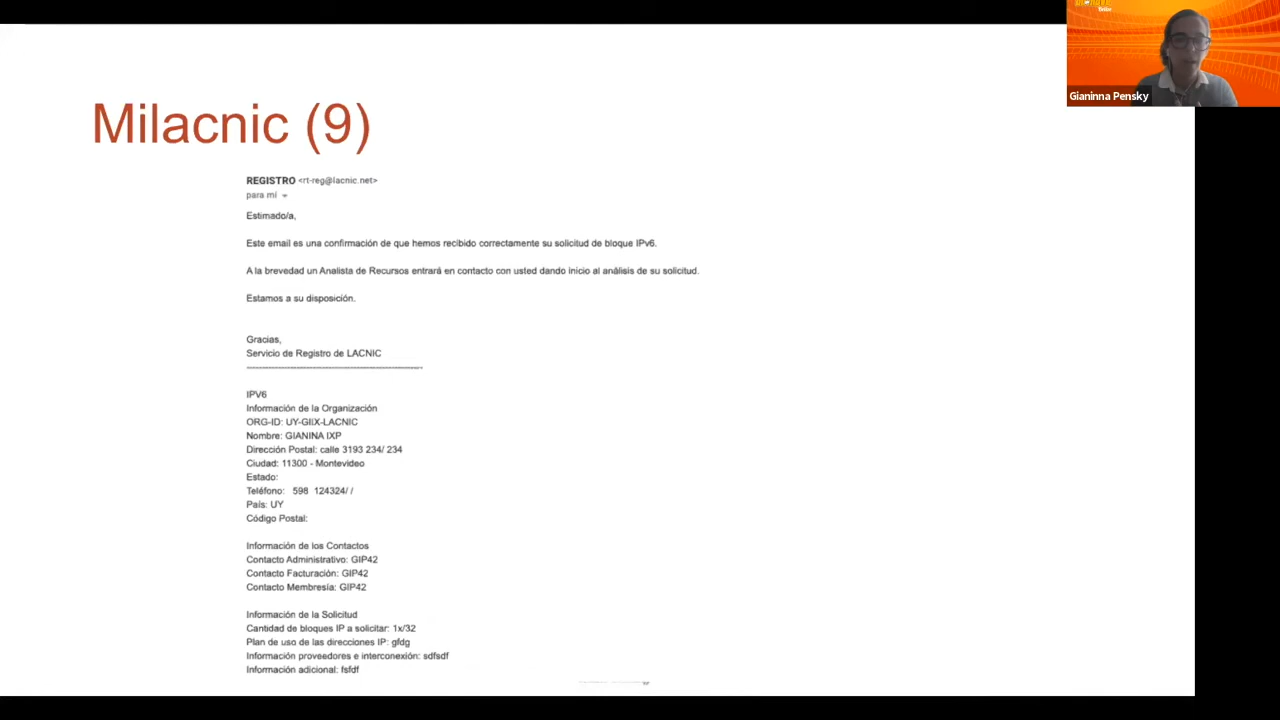 Milacnic (9)
Gianinna Pensky
REGISTRO <rt-reg@lacnic.net>
para mí
Estimado/a,
Este email es una confirmación de que hemos recibido correctamente su solicitud de bloque IPv6.
A la brevedad un Analista de Recursos entrará en contacto con usted dando inicio al análisis de su solicitud.
Estamos a su disposición.
Gracias,
Servicio de Registro de LACNIC
IPV6
Información de la Organización
ORG-ID: UY-GIIX-LACNIC
Nombre: GIANINA IXP
Dirección Postal: calle 3193 234/ 234
Ciudad: 11300 - Montevideo
Estado:
Teléfono: 598 124324/ /
País: UY
Código Postal:
Información de los Contactos
Contacto Administrativo: GIP42
Contacto Facturación: GIP42
Contacto Membresía: GIP42
Información de la Solicitud
Cantidad de bloques IP a solicitar: 1x/32
Plan de uso de las direcciones IP: gfdg
Información proveedores e interconexión: sdfsdf
Información adicional: fsfdf